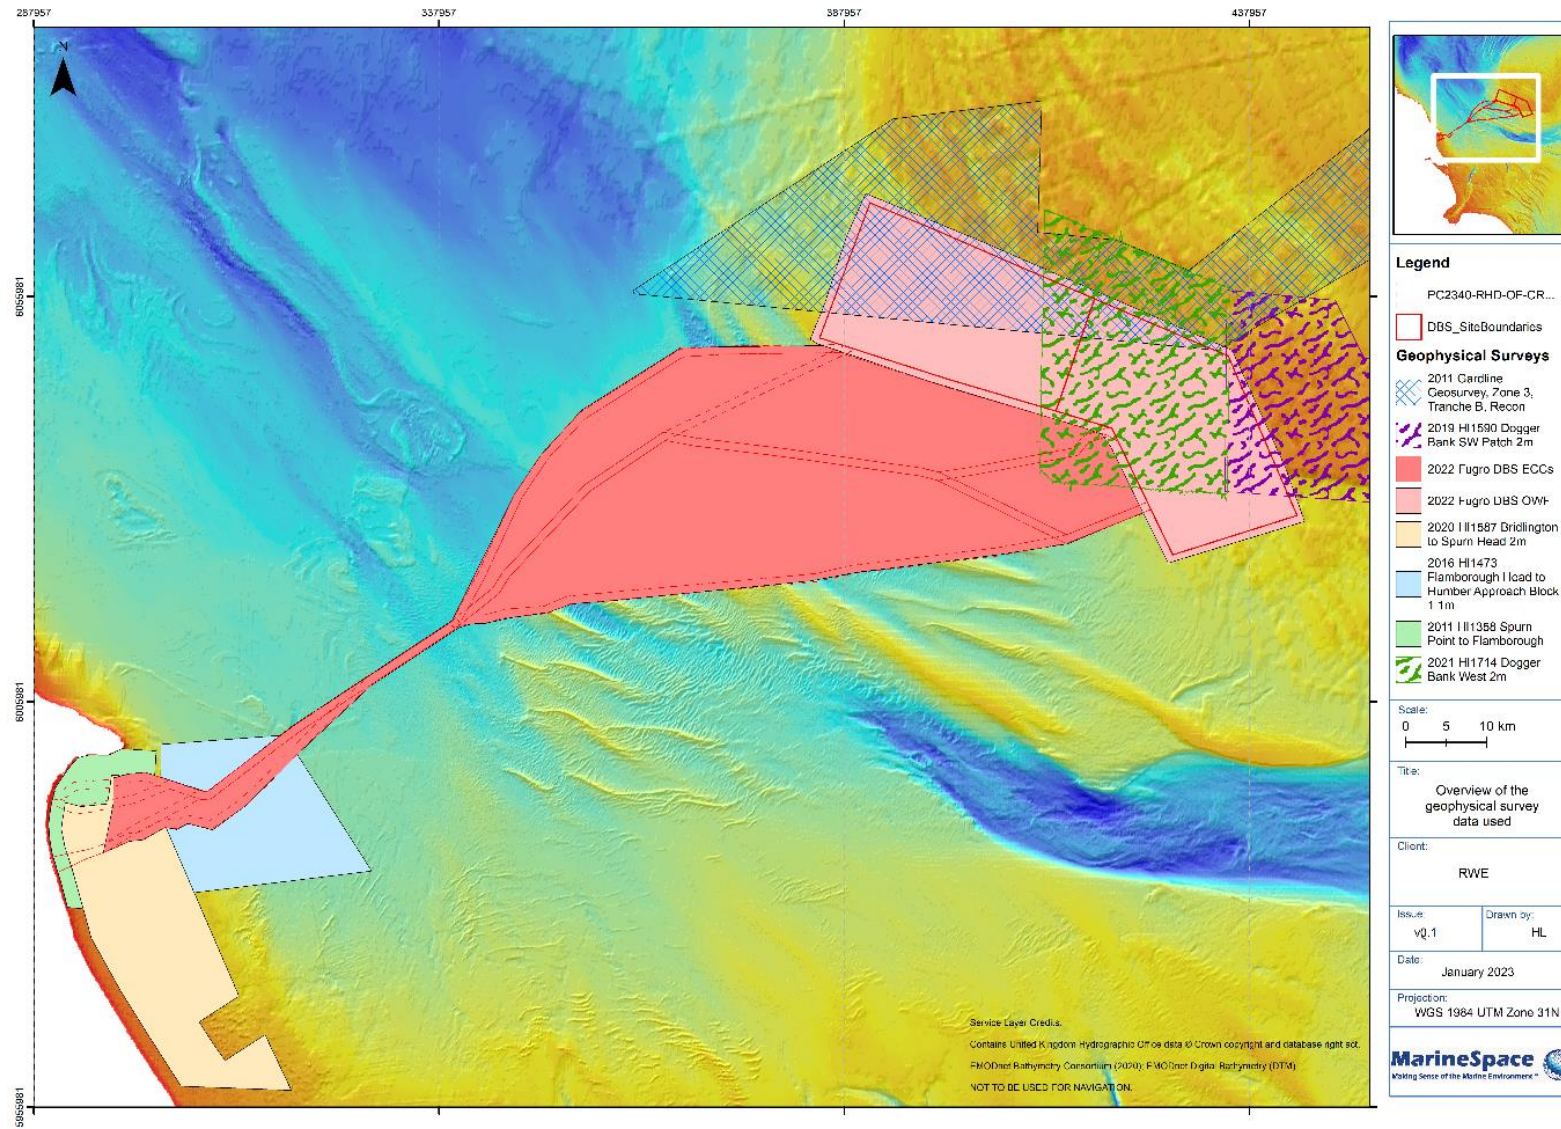 287957 337957 387957 437957
N
6055981
6005981
5955981
Service Layer Credits:
Contains United Kingdom Hydrographic Office data © Crown copyright and database right
EMODnet Bathymetry Consortium (2020): EMODnet Digital Bathymetry (DTM)
NOT TO BE USED FOR NAVIGATION.
Legend
PC2340-RHD-OF-CR...
DBS_SiteBoundaries
Geophysical Surveys
2011 Gardline
Geosurvey, Zone 3,
Tranche B, Recon
2019 HI1590 Dogger
Bank SW Patch 2m
2022 Fugro DBS ECCs
2022 Fugro DBS OWF
2020 HI1587 Bridlington
to Spurn Head 2m
2016 HI1473
Flamborough Head to
Humber Approach Block
1 1m
2011 HI1358 Spurn
Point to Flamborough
2021 HI1714 Dogger
Bank West 2m
Scale:
0 5 10 km
Title:
Overview of the
geophysical survey
data used
Client:
RWE
Issue: Drawn by:
v0.1 HL
Date:
January 2023
Projection:
WGS 1984 UTM Zone 31N
MarineSpace
Making Sense of the Marine Environment™